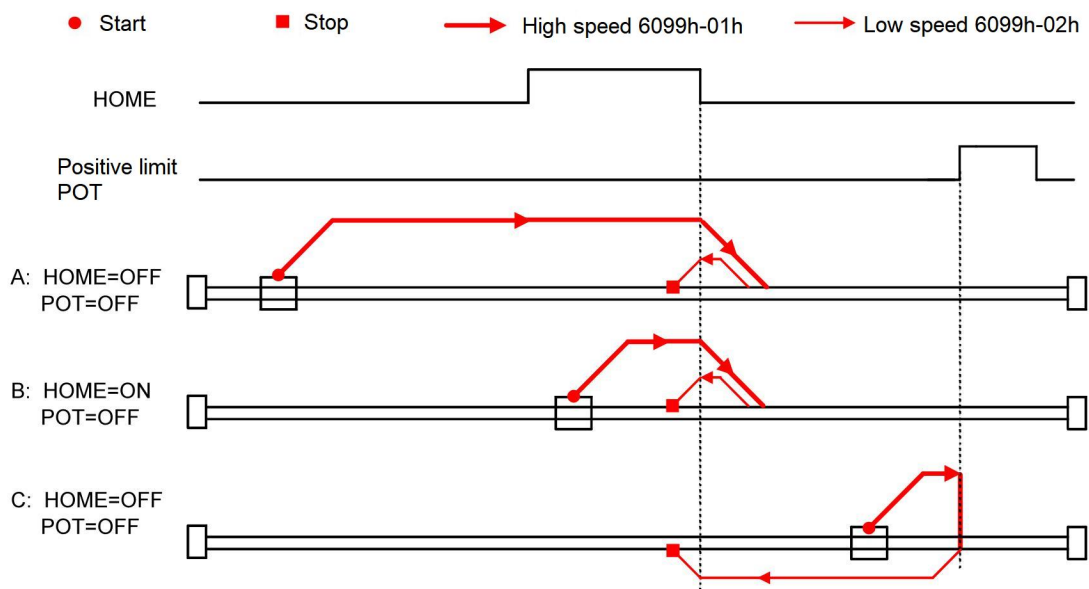 Start Stop High speed 6099h-01h Low speed 6099h-02h
HOME
Positive limit
POT
A: HOME=OFF
POT=OFF
B: HOME=ON
POT=OFF
C: HOME=OFF
POT=OFF